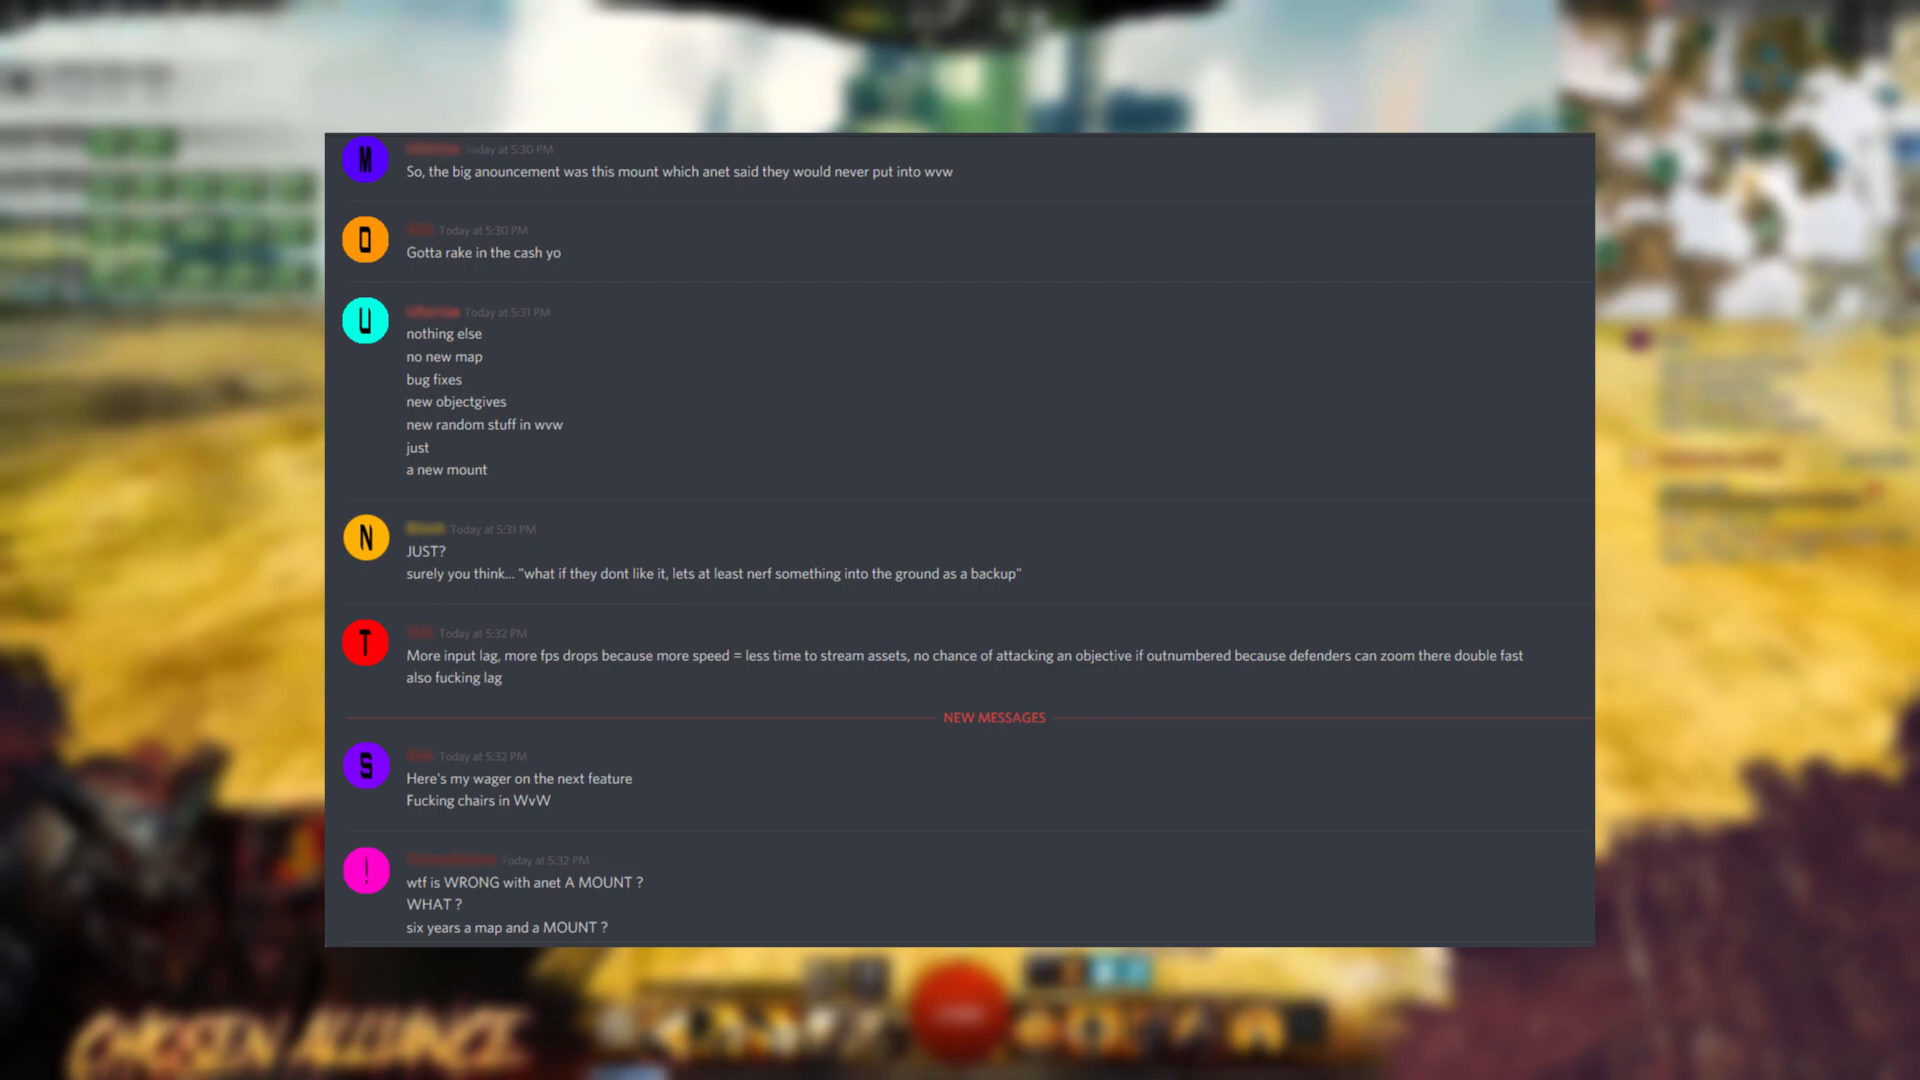 M
Today at 5:30 PM
So, the big anouncement was this mount which anet said they would never put into wvw
O
Today at 5:30 PM
Gotta rake in the cash yo
U
Today at 5:31 PM
nothing else
no new map
bug fixes
new objectgives
new random stuff in wvw
just
a new mount
N
Today at 5:31 PM
JUST?
surely you think... "what if they dont like it, lets at least nerf something into the ground as a backup"
T
Today at 5:32 PM
More input lag, more fps drops because more speed = less time to stream assets, no chance of attacking an objective if outnumbered because defenders can zoom there double fast
also fucking lag
NEW MESSAGES
S
Today at 5:32 PM
Here's my wager on the next feature
Fucking chairs in WvW
!
Today at 5:32 PM
wtf is WRONG with anet A MOUNT ?
WHAT ?
six years a map and a MOUNT ?
CHOSEN ALLIANCE